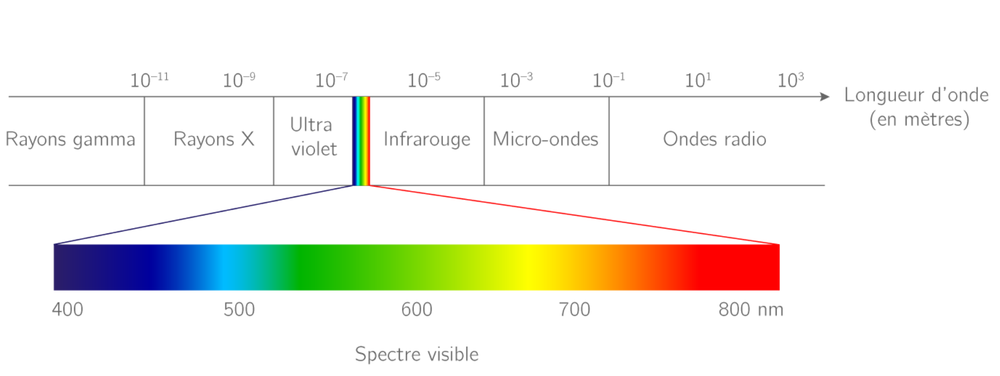 10⁻¹¹ 10⁻⁹ 10⁻⁷ 10⁻⁵ 10⁻³ 10⁻¹ 10¹ 10³
Longueur d'onde
(en mètres)
Rayons gamma
Rayons X
Ultra
violet
Infrarouge
Micro-ondes
Ondes radio
400 500 600 700 800 nm
Spectre visible